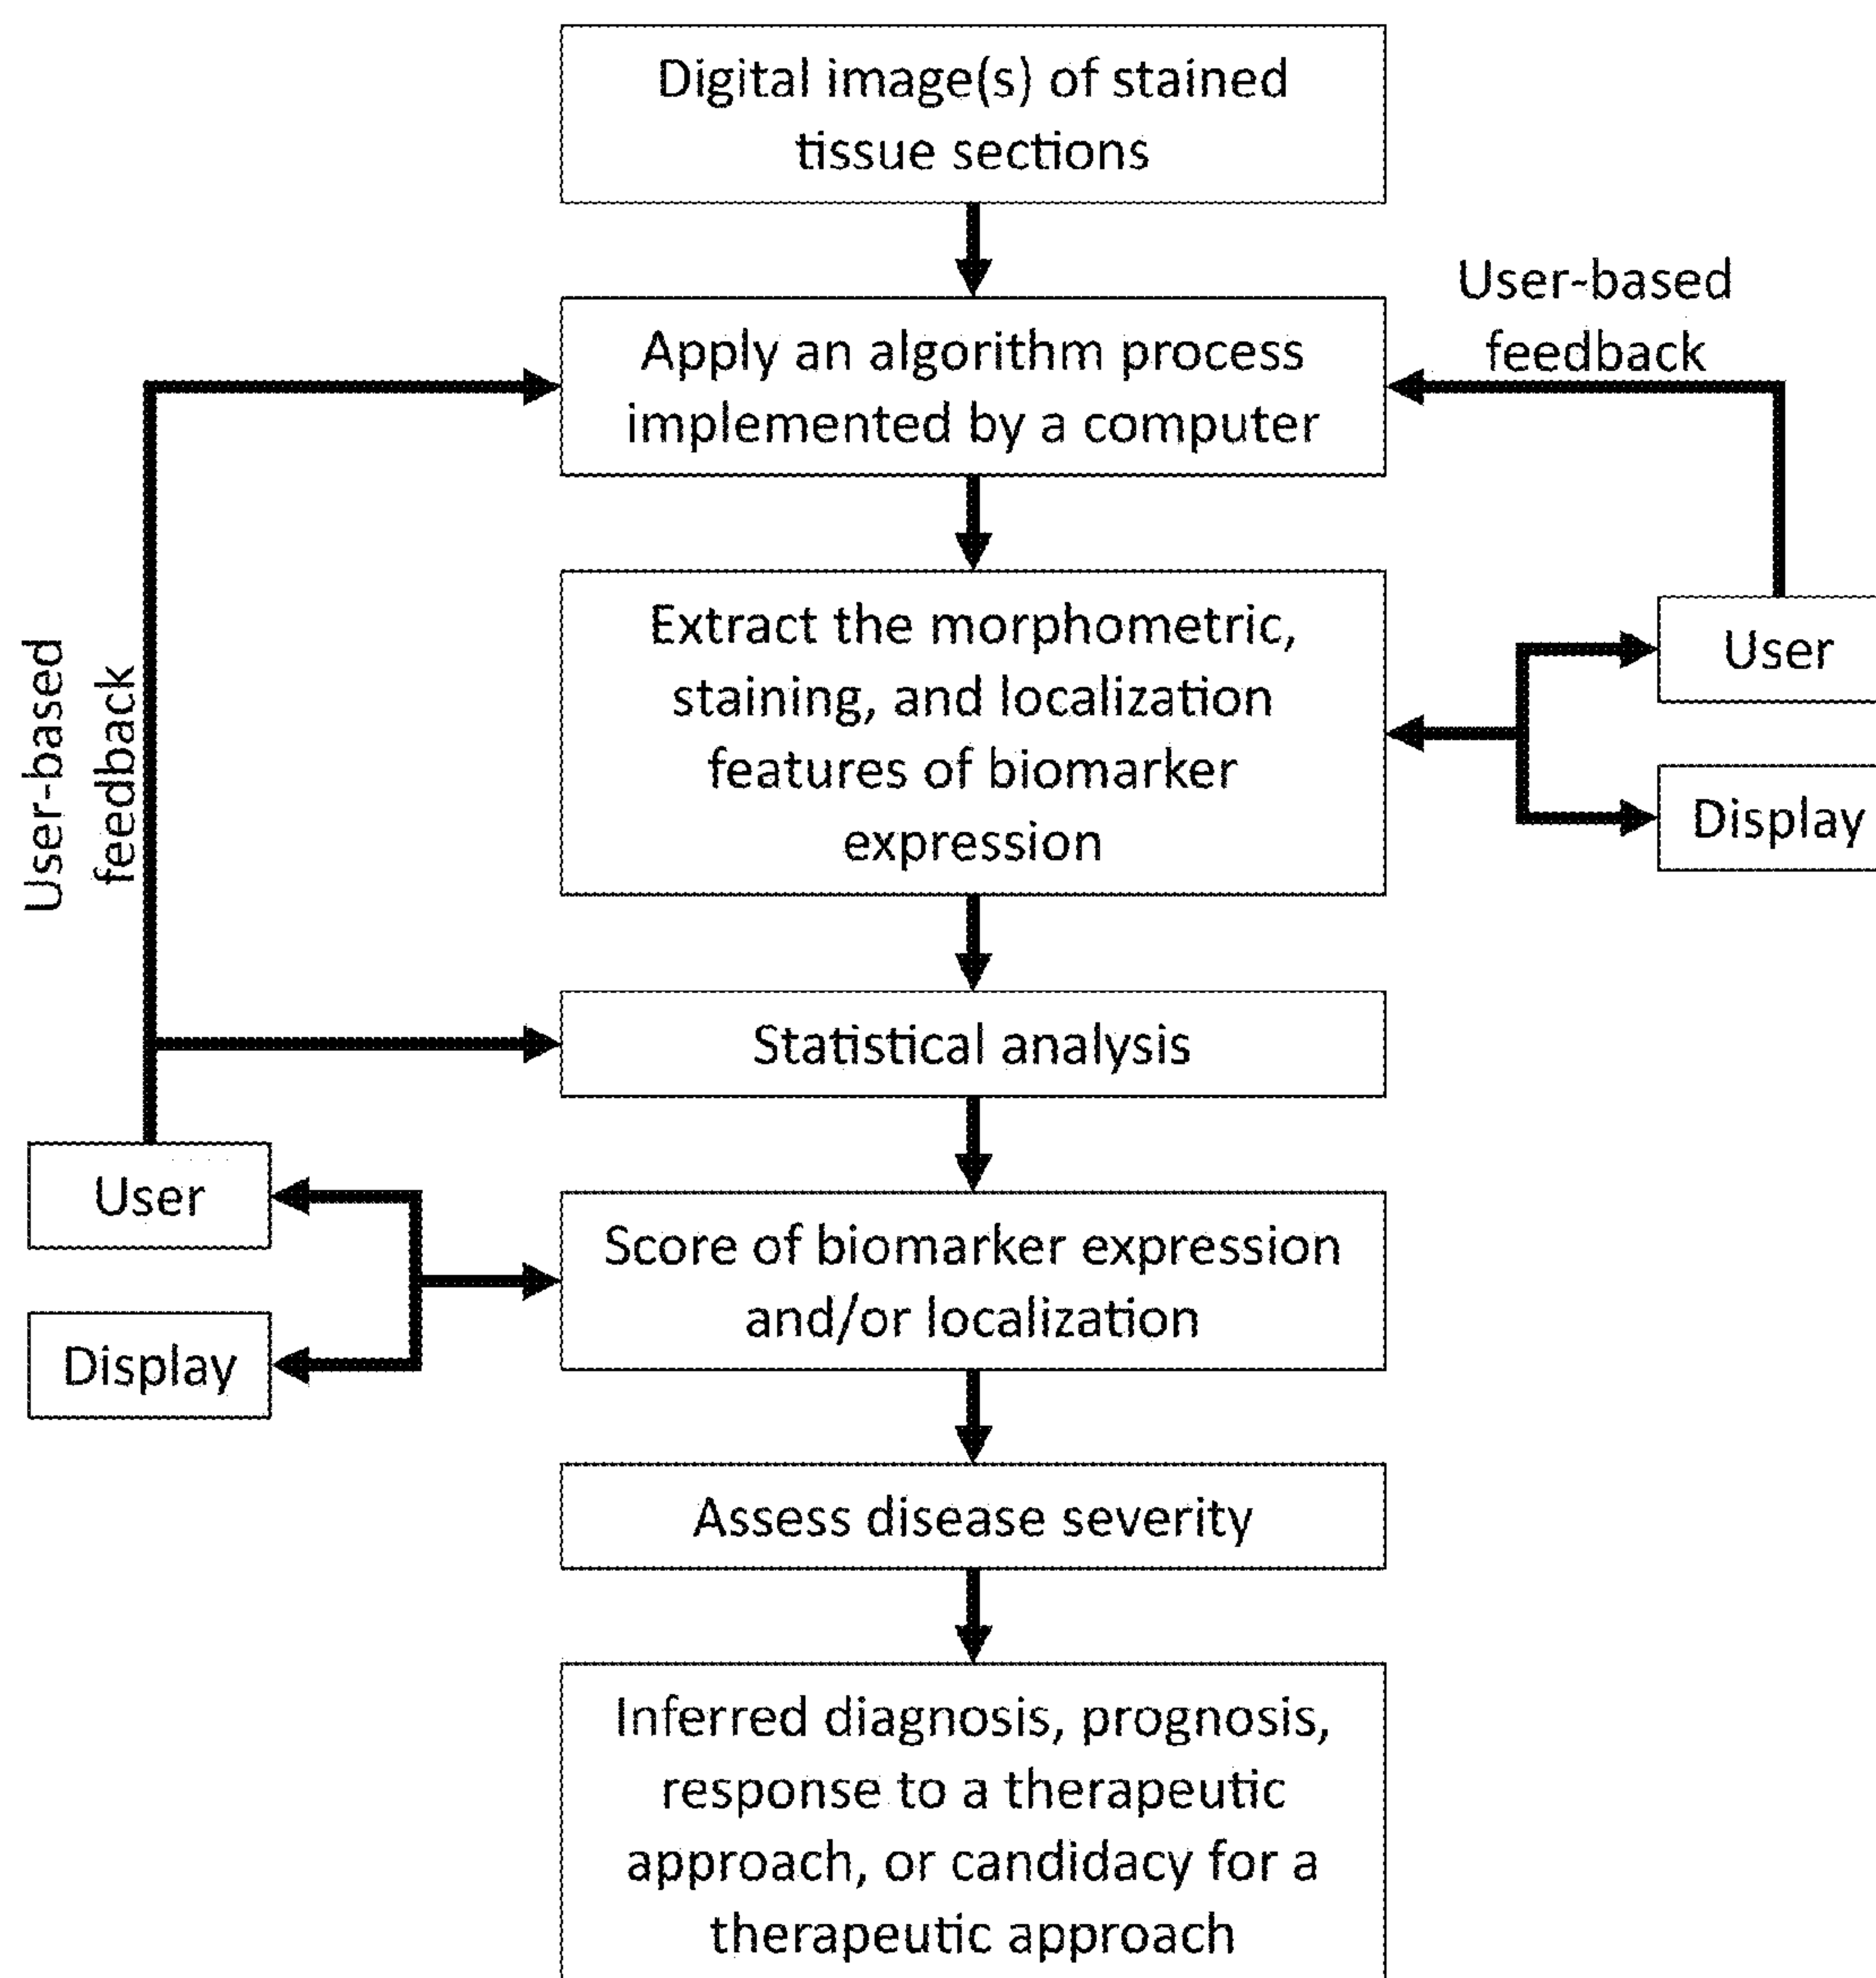 Digital image(s) of stained
tissue sections
User-based
feedback
Apply an algorithm process
implemented by a computer
User-based
feedback
Extract the morphometric,
staining, and localization
features of biomarker
expression
User
Display
Statistical analysis
User
Display
Score of biomarker expression
and/or localization
Assess disease severity
Inferred diagnosis, prognosis,
response to a therapeutic
approach, or candidacy for a
therapeutic approach